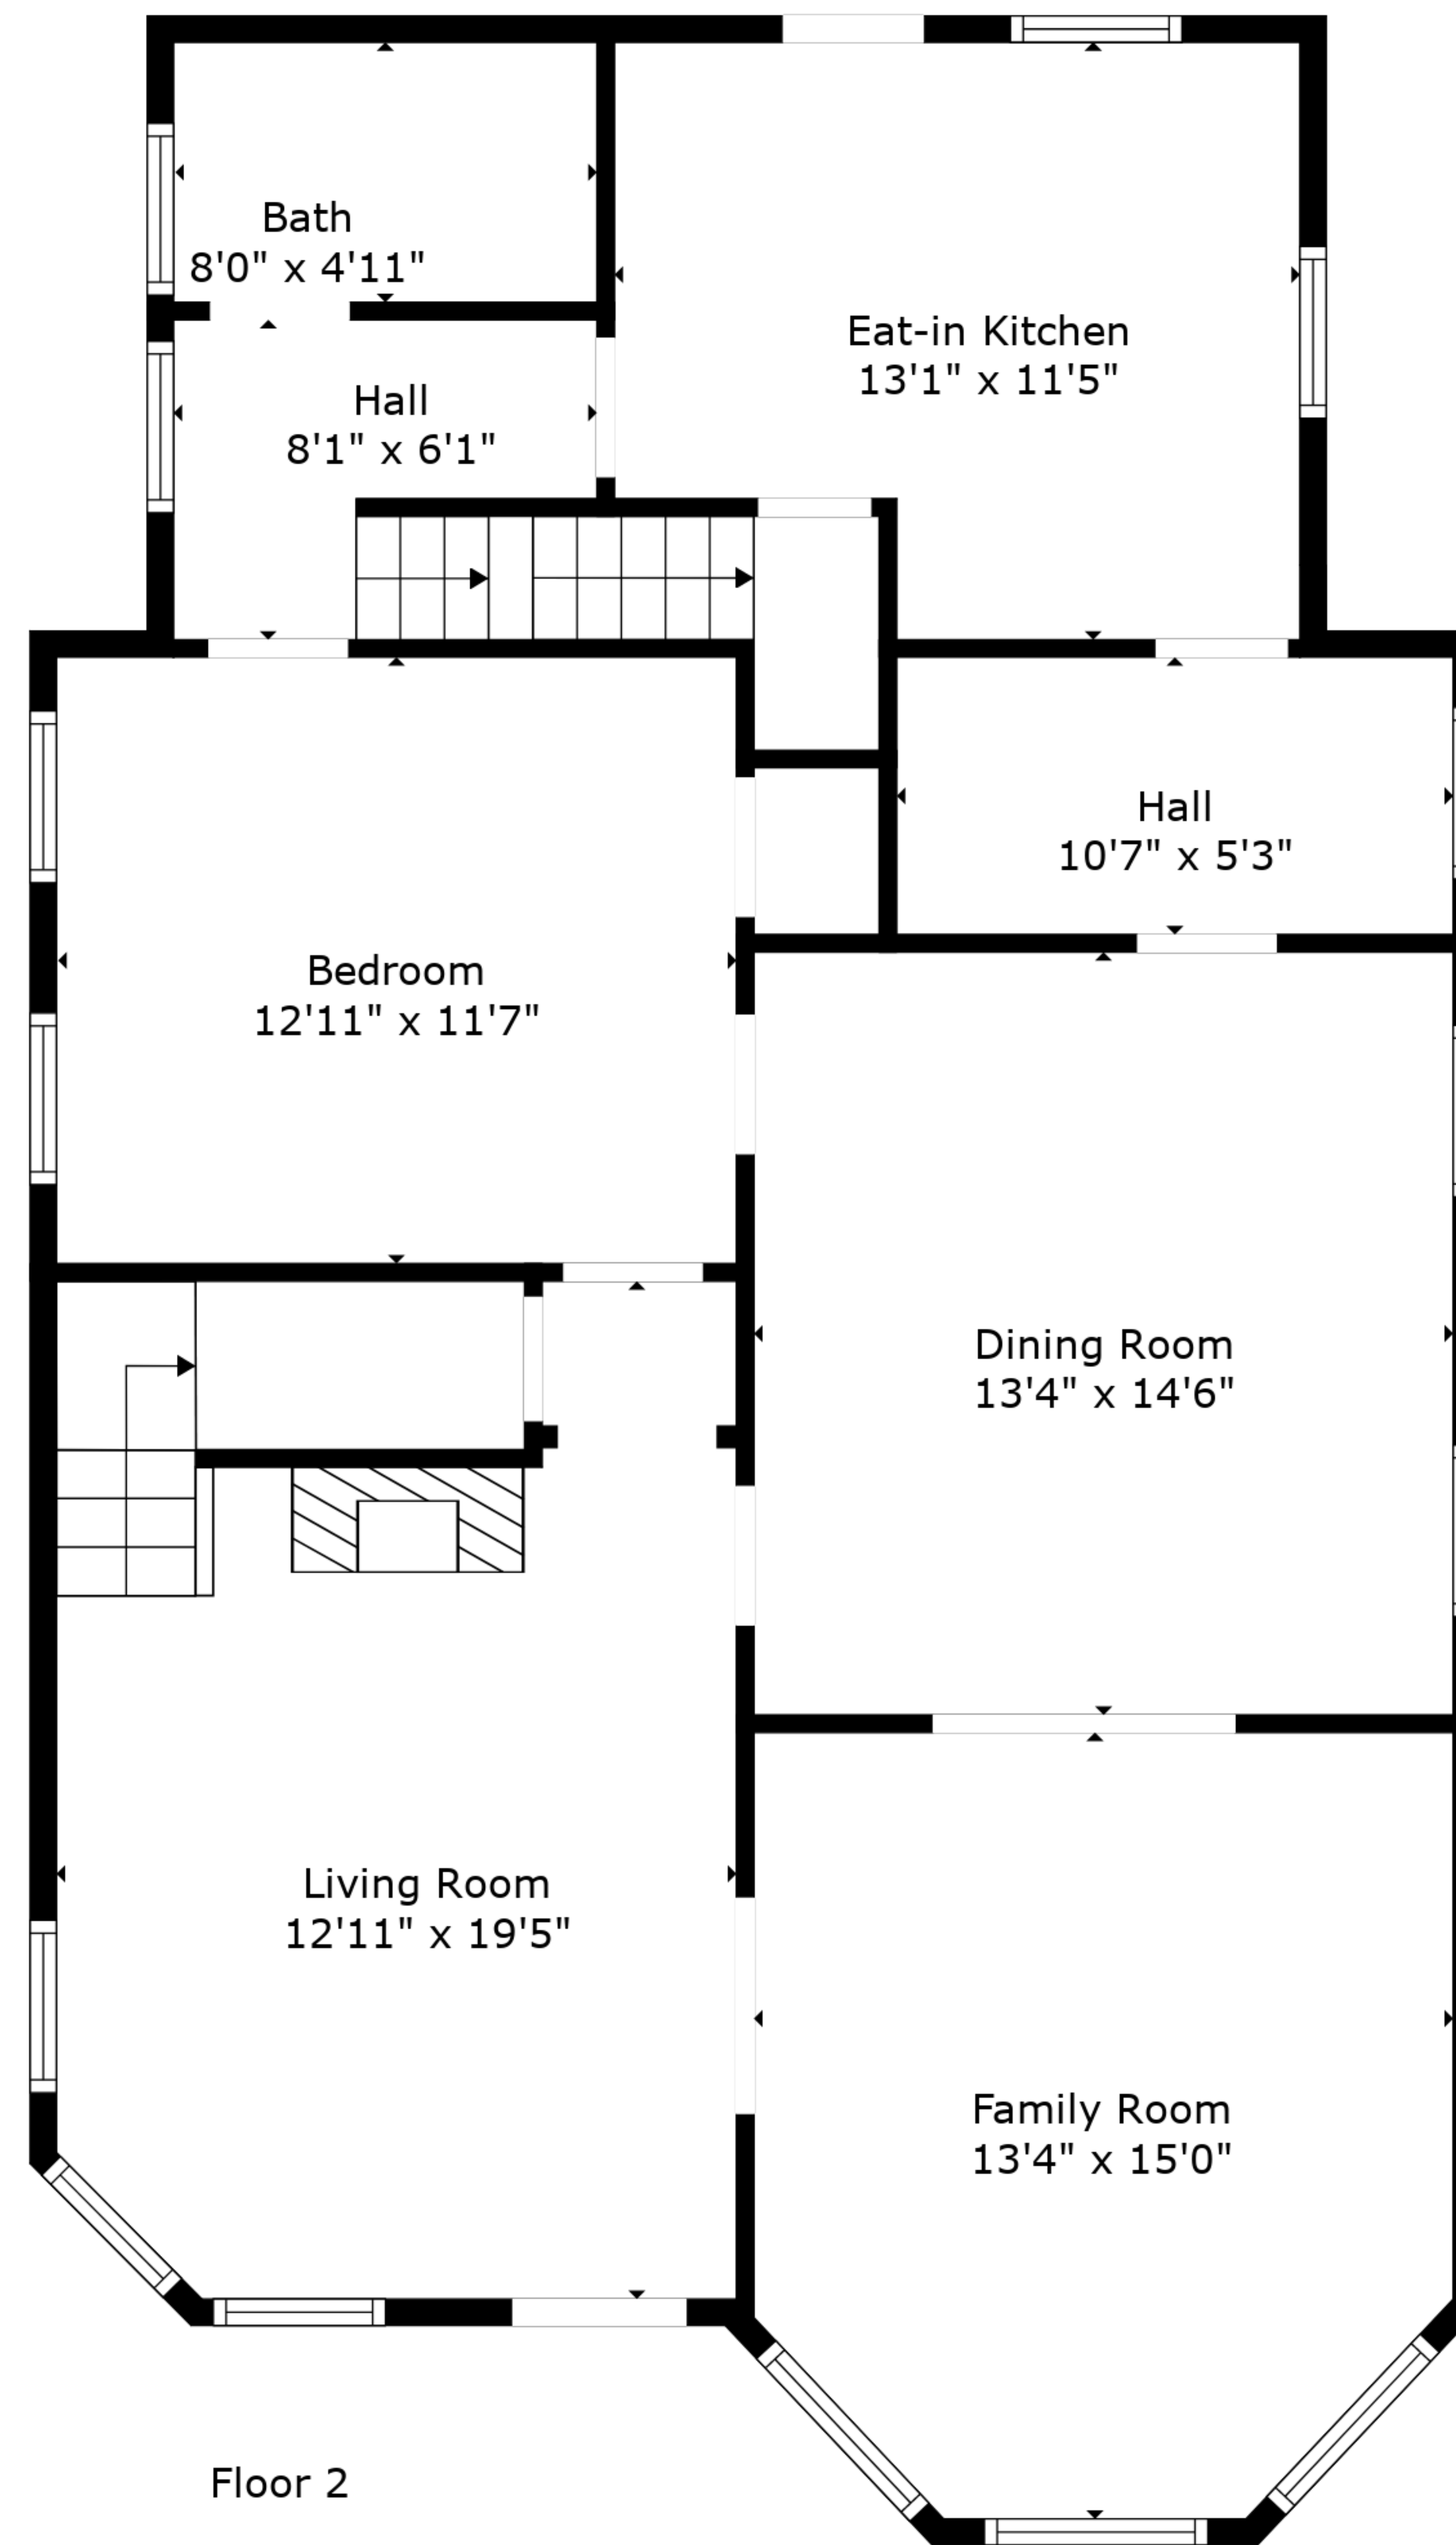 Bath
8'0" x 4'11"
Eat-in Kitchen
13'1" x 11'5"
Hall
8'1" x 6'1"
Hall
10'7" x 5'3"
Bedroom
12'11" x 11'7"
Dining Room
13'4" x 14'6"
Living Room
12'11" x 19'5"
Family Room
13'4" x 15'0"
Floor 2